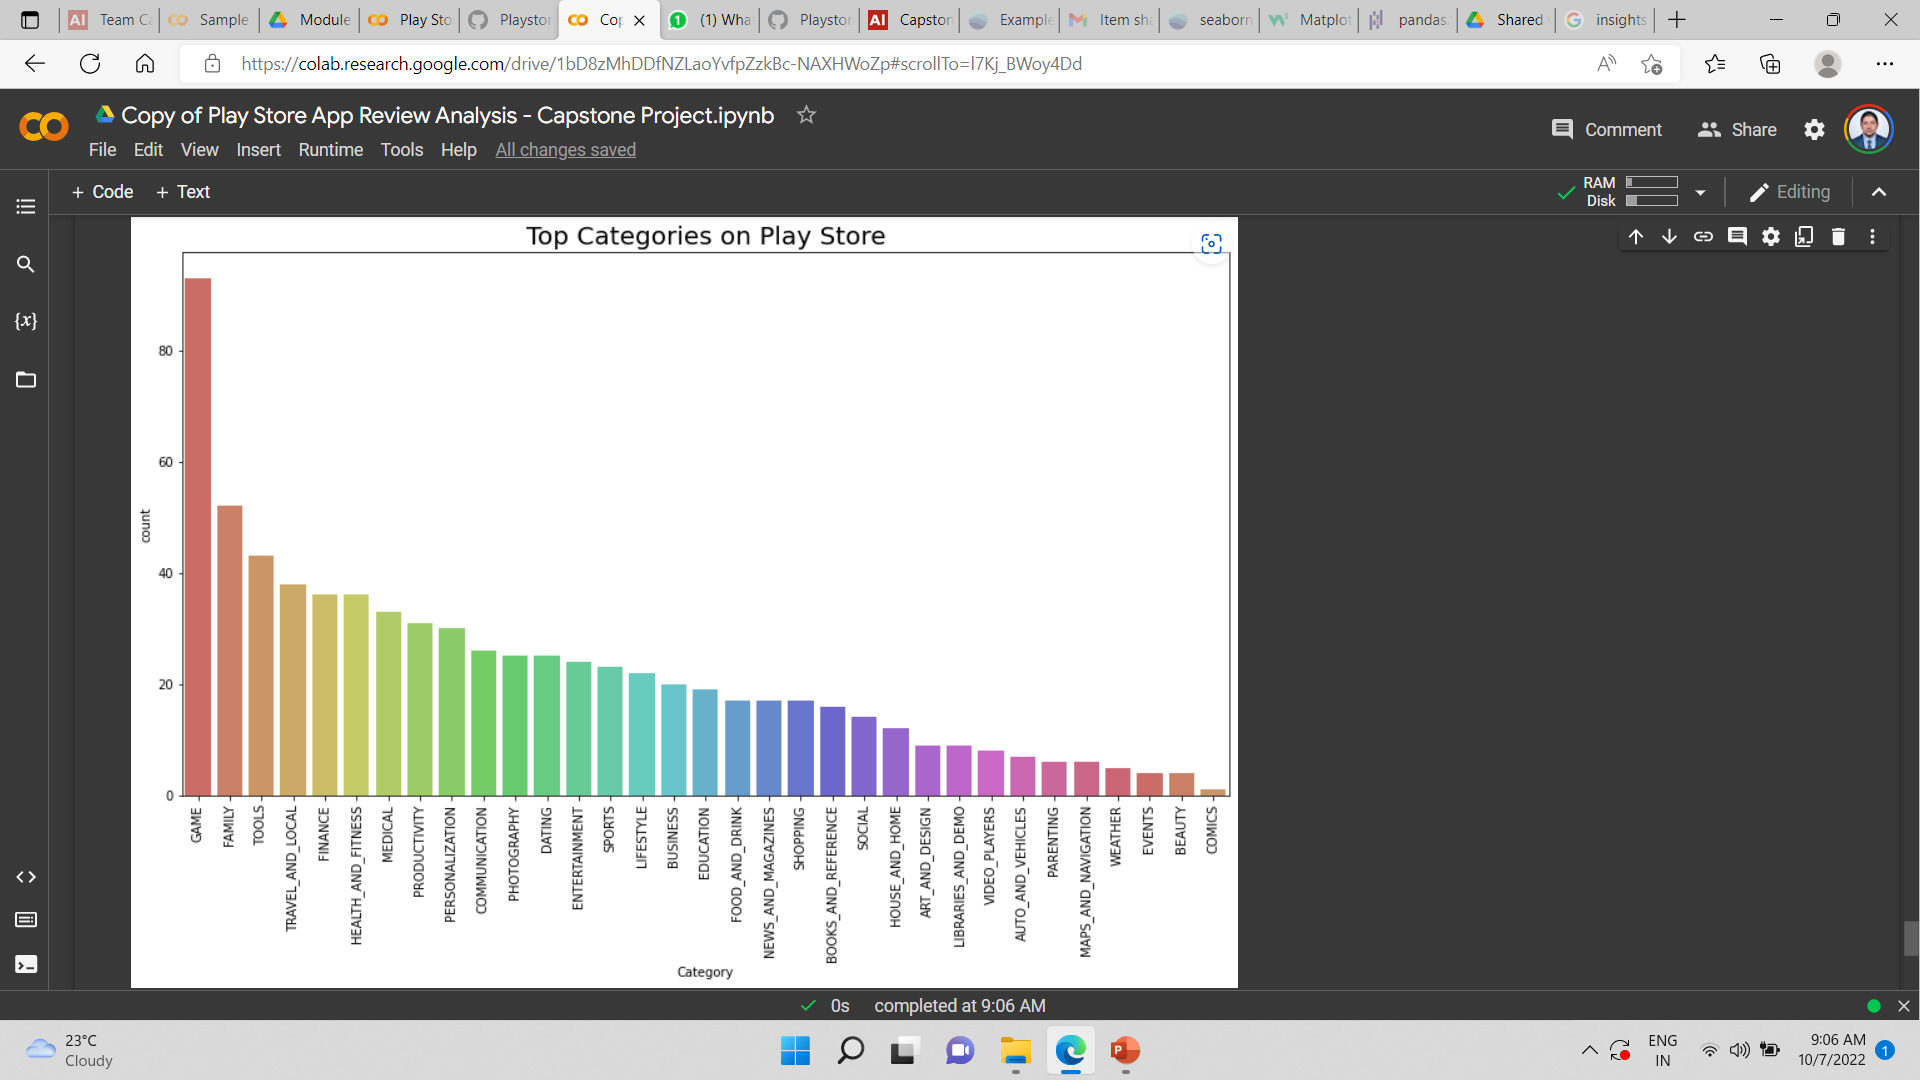 Team Ca
Sample
Module
Play Sto
Playstor
Cop
(1) Wha
Playstor
Capston
Example
Item sha
seaborn
Matplot
pandas.
Shared
insights
https://colab.research.google.com/drive/1bD8zMhDDfNZLaoYvfpZzkBc-NAXHWoZp#scrollTo=l7Kj_BWoy4Dd
Copy of Play Store App Review Analysis - Capstone Project.ipynb
Comment
Share
File Edit View Insert Runtime Tools Help All changes saved
+ Code + Text
RAM
Disk
Editing
Top Categories on Play Store
80
60
40
20
0
count
GAME
FAMILY
TOOLS
TRAVEL_AND_LOCAL
FINANCE
HEALTH_AND_FITNESS
MEDICAL
PRODUCTIVITY
PERSONALIZATION
COMMUNICATION
PHOTOGRAPHY
DATING
ENTERTAINMENT
SPORTS
LIFESTYLE
BUSINESS
EDUCATION
FOOD_AND_DRINK
NEWS_AND_MAGAZINES
SHOPPING
BOOKS_AND_REFERENCE
SOCIAL
HOUSE_AND_HOME
ART_AND_DESIGN
LIBRARIES_AND_DEMO
VIDEO_PLAYERS
AUTO_AND_VEHICLES
PARENTING
MAPS_AND_NAVIGATION
WEATHER
EVENTS
BEAUTY
COMICS
Category
0s completed at 9:06 AM
23°C
Cloudy
ENG
IN
9:06 AM
10/7/2022
1